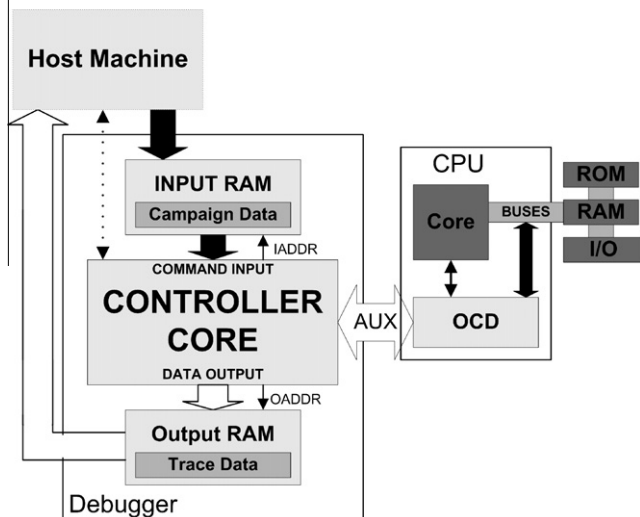 Host Machine
INPUT RAM
Campaign Data
IADDR
COMMAND INPUT
CONTROLLER
CORE
DATA OUTPUT
OADDR
Output RAM
Trace Data
Debugger
AUX
CPU
Core
BUSES
OCD
ROM
RAM
I/O